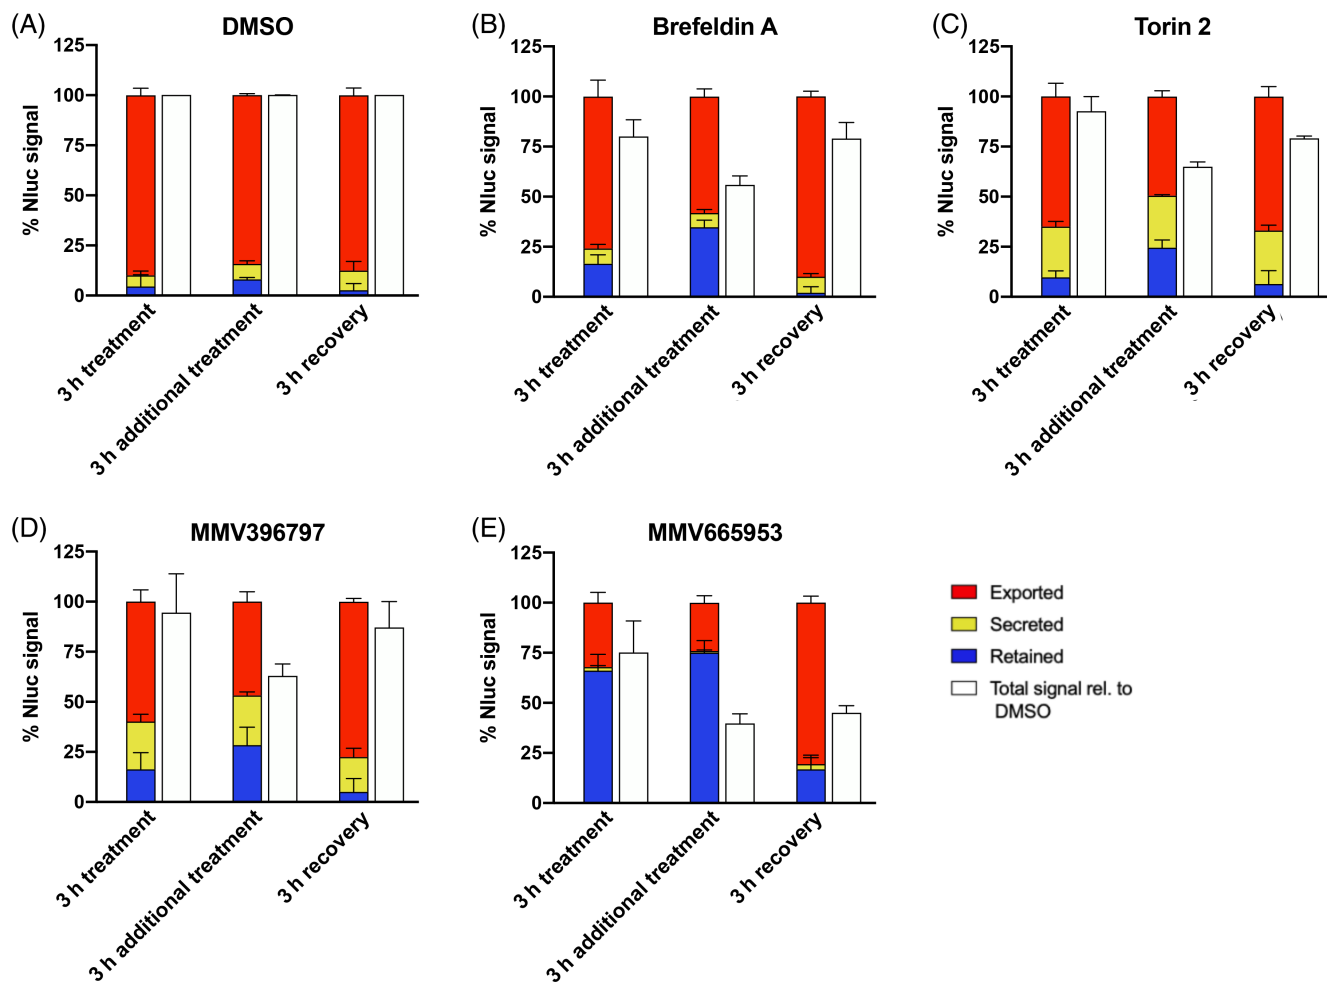 (A)
DMSO
125
100
75
50
25
0
% Nluc signal
3 h treatment
3 h additional treatment
3 h recovery
(B)
Brefeldin A
125
100
75
50
25
0
% Nluc signal
3 h treatment
3 h additional treatment
3 h recovery
(C)
Torin 2
125
100
75
50
25
0
% Nluc signal
3 h treatment
3 h additional treatment
3 h recovery
(D)
MMV396797
125
100
75
50
25
0
% Nluc signal
3 h treatment
3 h additional treatment
3 h recovery
(E)
MMV665953
125
100
75
50
25
0
% Nluc signal
3 h treatment
3 h additional treatment
3 h recovery
Exported
Secreted
Retained
Total signal rel. to
DMSO